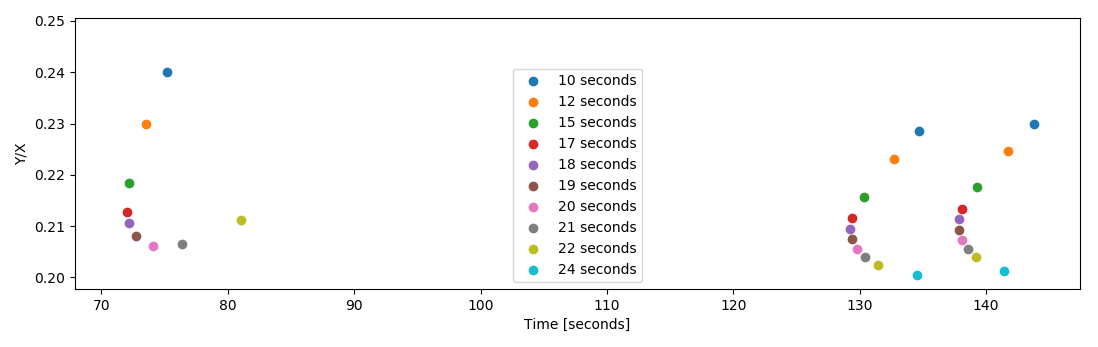 0.25
0.24
0.23
0.22
0.21
0.20
Y/X
10 seconds
12 seconds
15 seconds
17 seconds
18 seconds
19 seconds
20 seconds
21 seconds
22 seconds
24 seconds
70 80 90 100 110 120 130 140
Time [seconds]